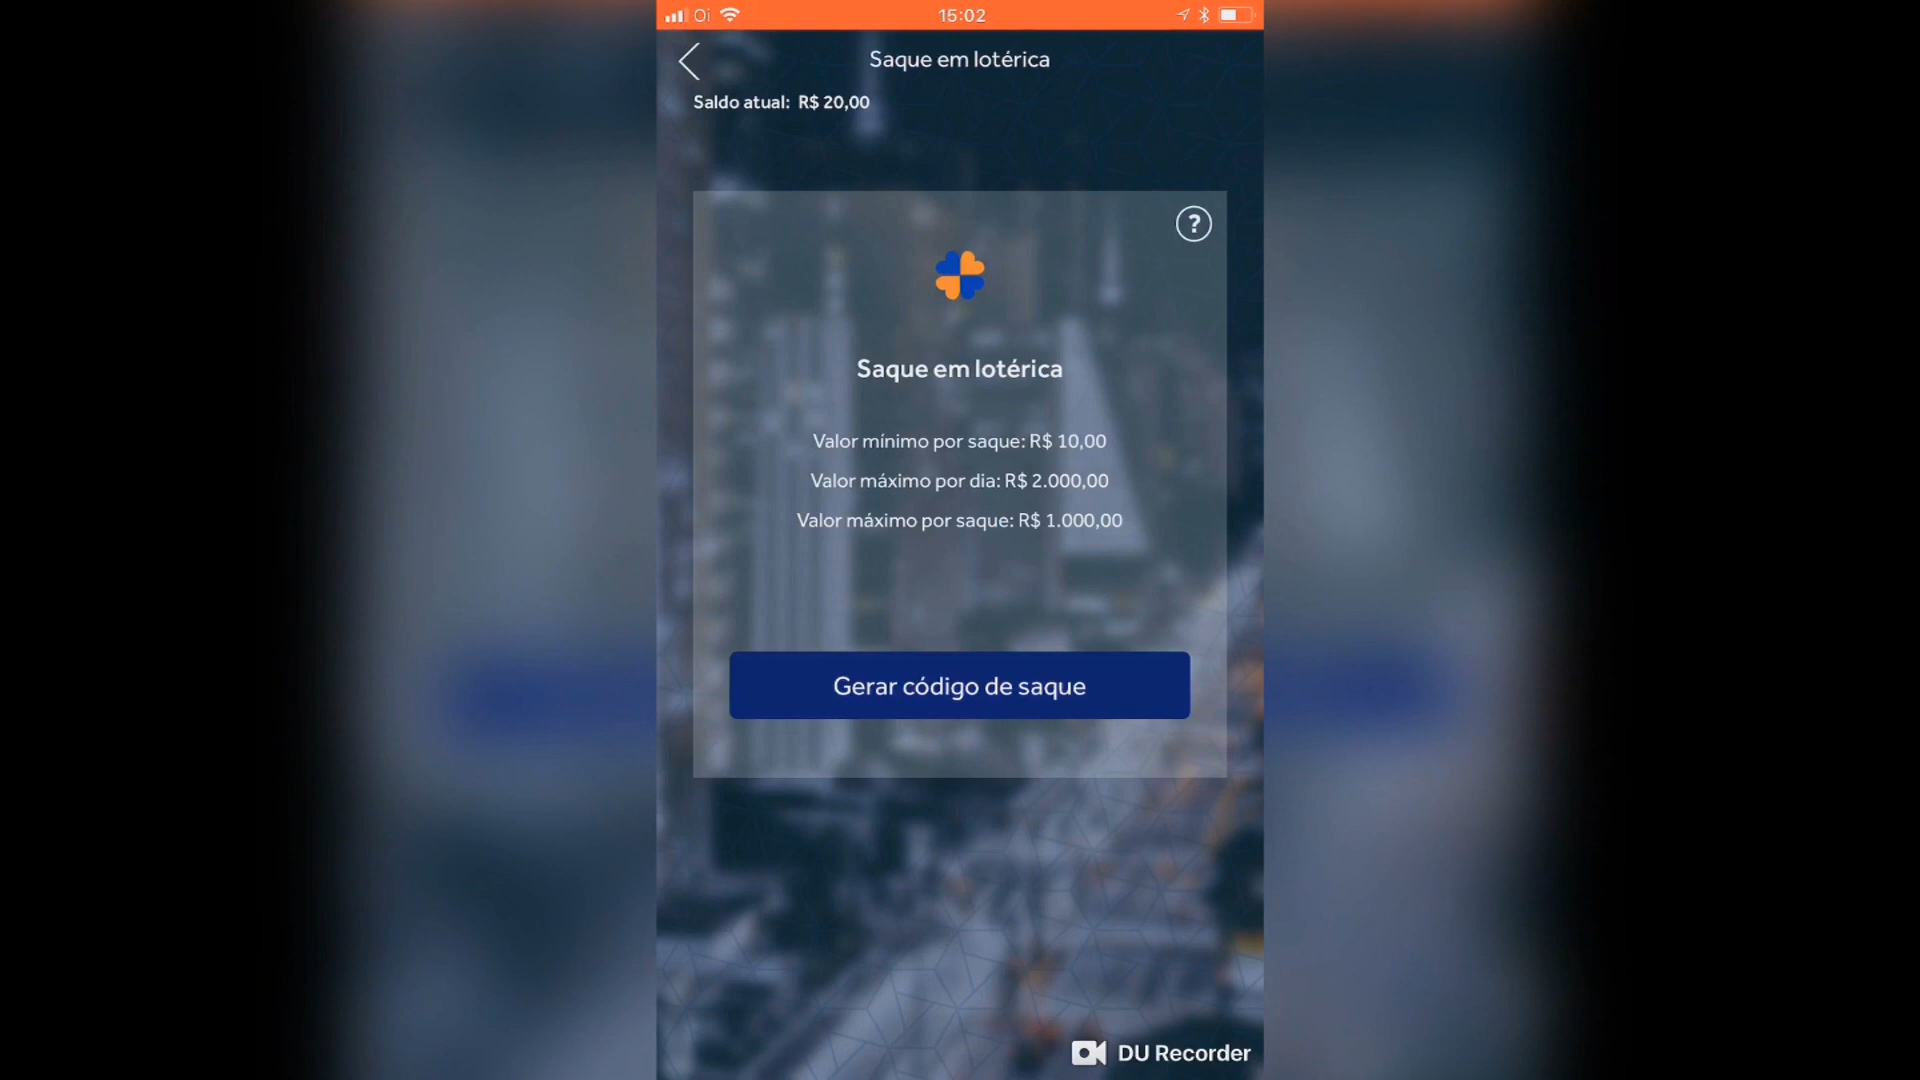 Oi
15:02
Saque em lotérica
Saldo atual: R$ 20,00
?
Saque em lotérica
Valor mínimo por saque: R$ 10,00
Valor máximo por dia: R$ 2.000,00
Valor máximo por saque: R$ 1.000,00
Gerar código de saque
DU Recorder